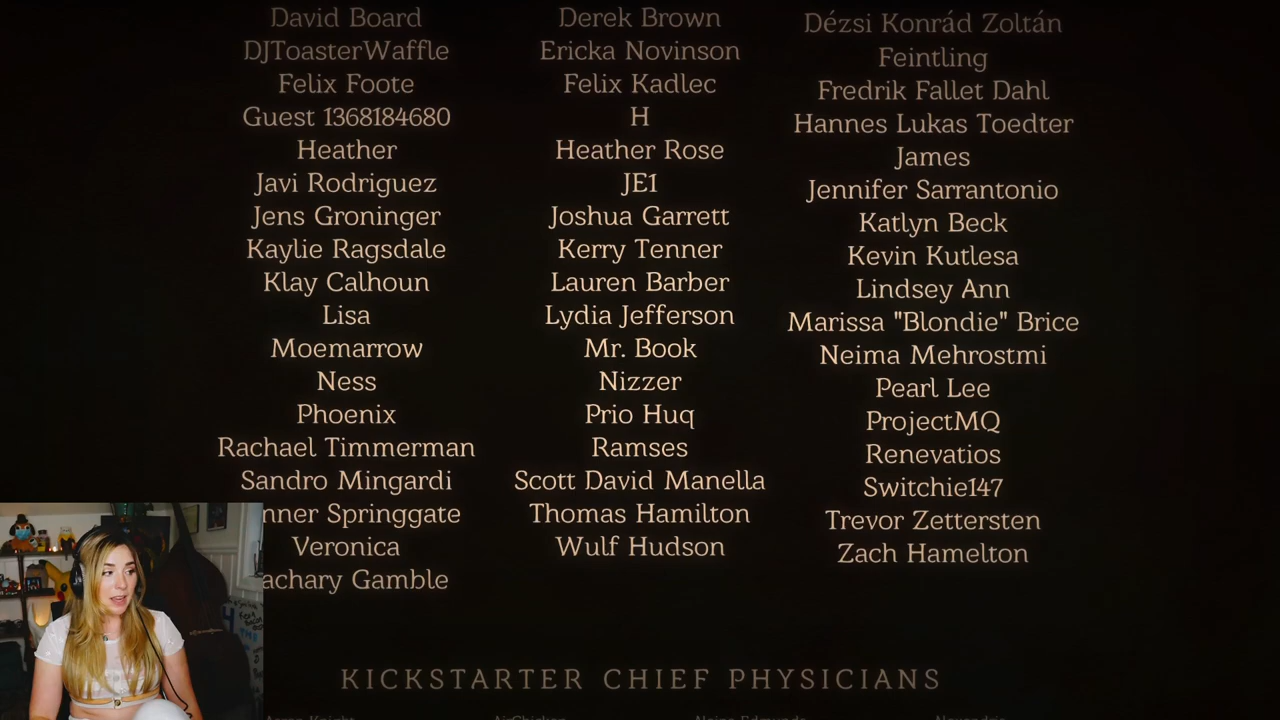 David Board
DJToasterWaffle
Felix Foote
Guest 1368184680
Heather
Javi Rodriguez
Jens Groninger
Kaylie Ragsdale
Klay Calhoun
Lisa
Moemarrow
Ness
Phoenix
Rachael Timmerman
Sandro Mingardi
nner Springgate
Veronica
achary Gamble
Derek Brown
Ericka Novinson
Felix Kadlec
H
Heather Rose
JE1
Joshua Garrett
Kerry Tenner
Lauren Barber
Lydia Jefferson
Mr. Book
Nizzer
Prio Huq
Ramses
Scott David Manella
Thomas Hamilton
Wulf Hudson
Dézsi Konrád Zoltán
Feintling
Fredrik Fallet Dahl
Hannes Lukas Toedter
James
Jennifer Sarrantonio
Katlyn Beck
Kevin Kutlesa
Lindsey Ann
Marissa "Blondie" Brice
Neima Mehrostmi
Pearl Lee
ProjectMQ
Renevatios
Switchie147
Trevor Zettersten
Zach Hamelton
KICKSTARTER CHIEF PHYSICIANS